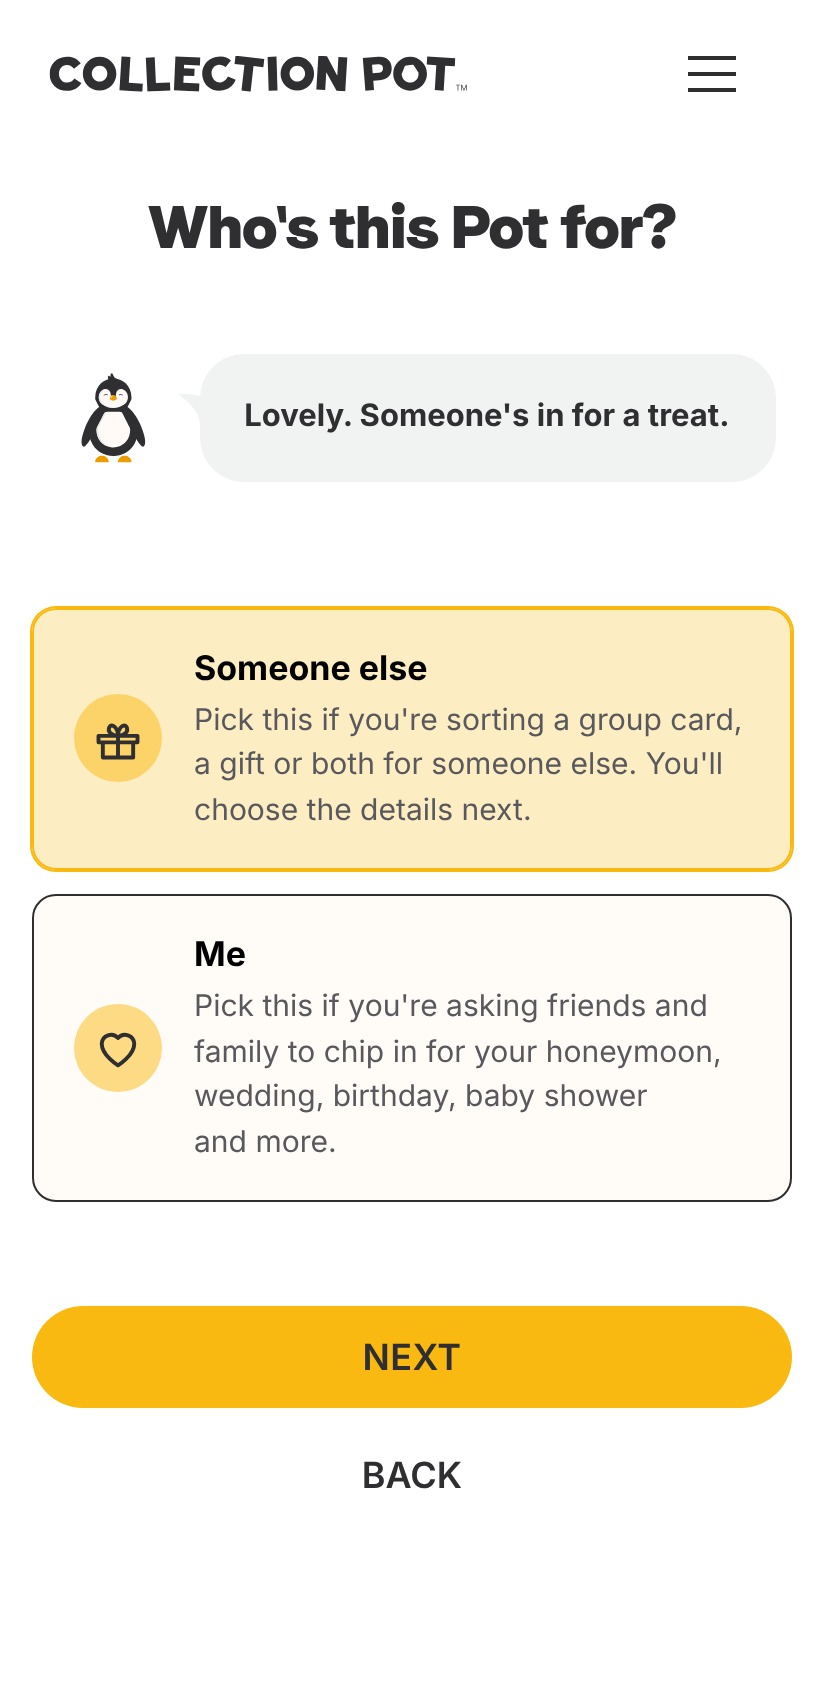 COLLECTION POT™
Who's this Pot for?
Lovely. Someone's in for a treat.
Someone else
Pick this if you're sorting a group card,
a gift or both for someone else. You'll
choose the details next.
Me
Pick this if you're asking friends and
family to chip in for your honeymoon,
wedding, birthday, baby shower
and more.
NEXT
BACK